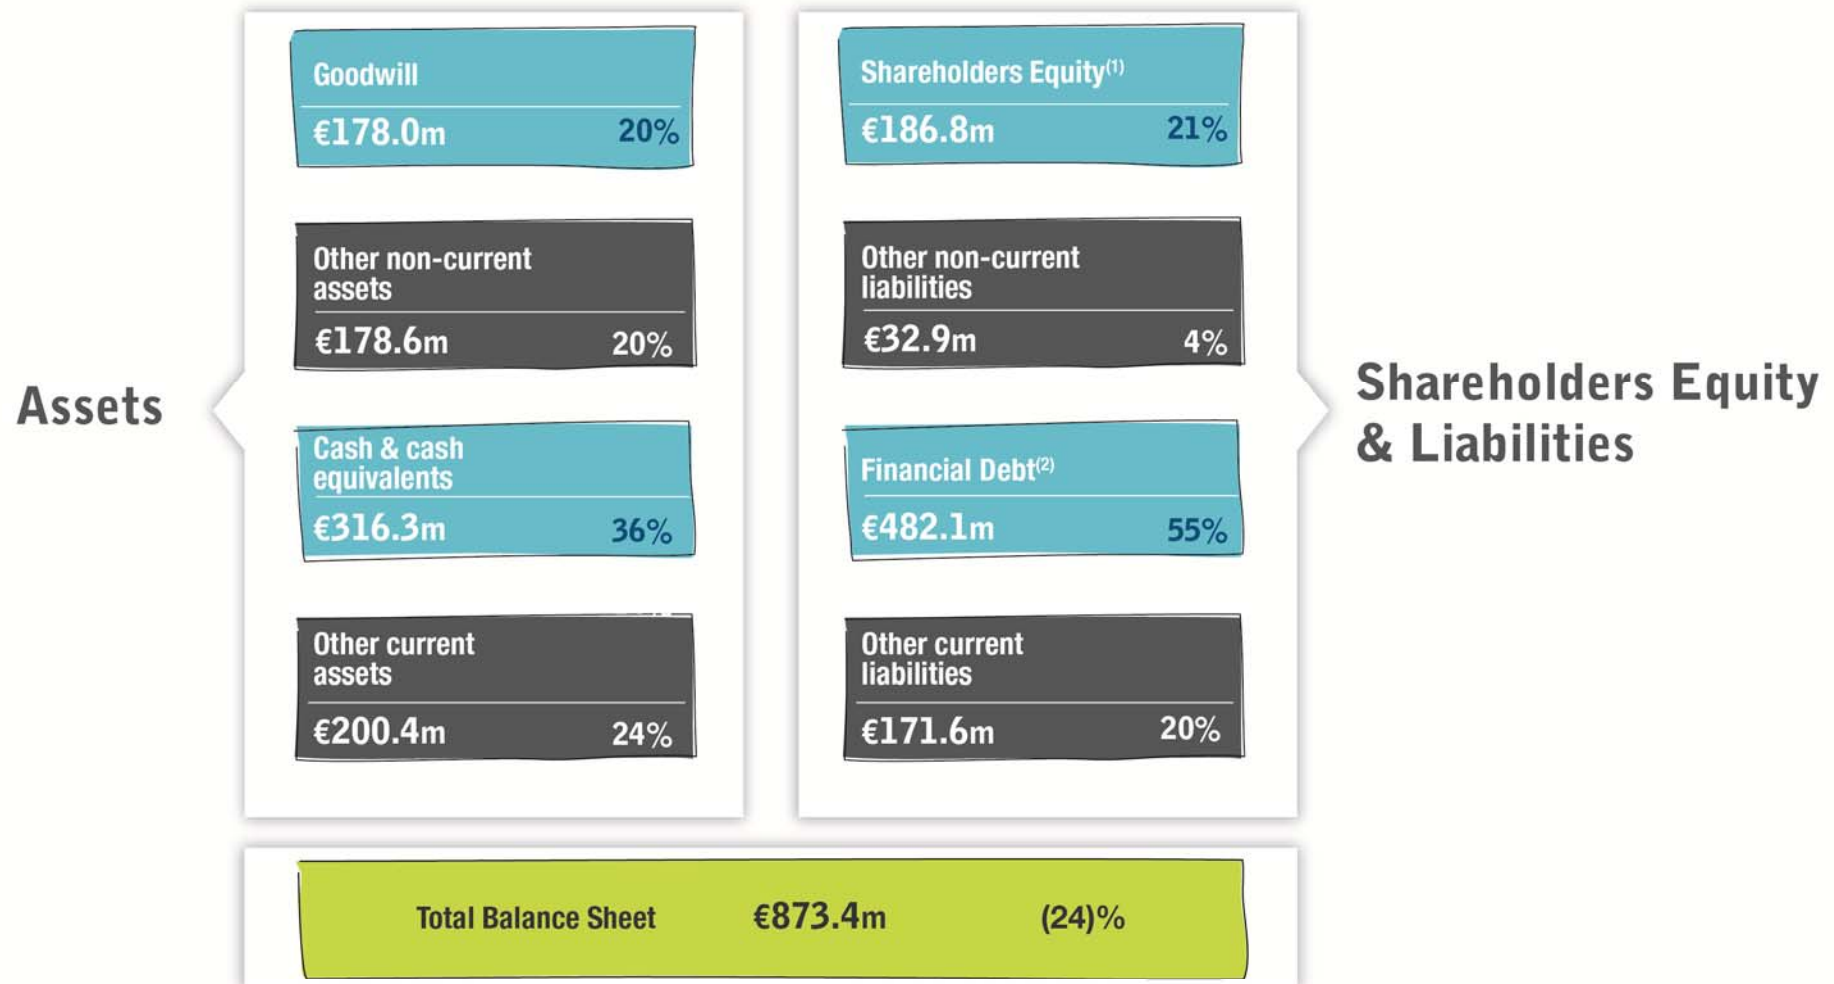 Assets
Goodwill
€178.0m 20%
Other non-current
assets
€178.6m 20%
Cash & cash
equivalents
€316.3m 36%
Other current
assets
€200.4m 24%
Shareholders Equity(1)
€186.8m 21%
Other non-current
liabilities
€32.9m 4%
Financial Debt(2)
€482.1m 55%
Other current
liabilities
€171.6m 20%
Shareholders Equity
& Liabilities
Total Balance Sheet €873.4m (24)%